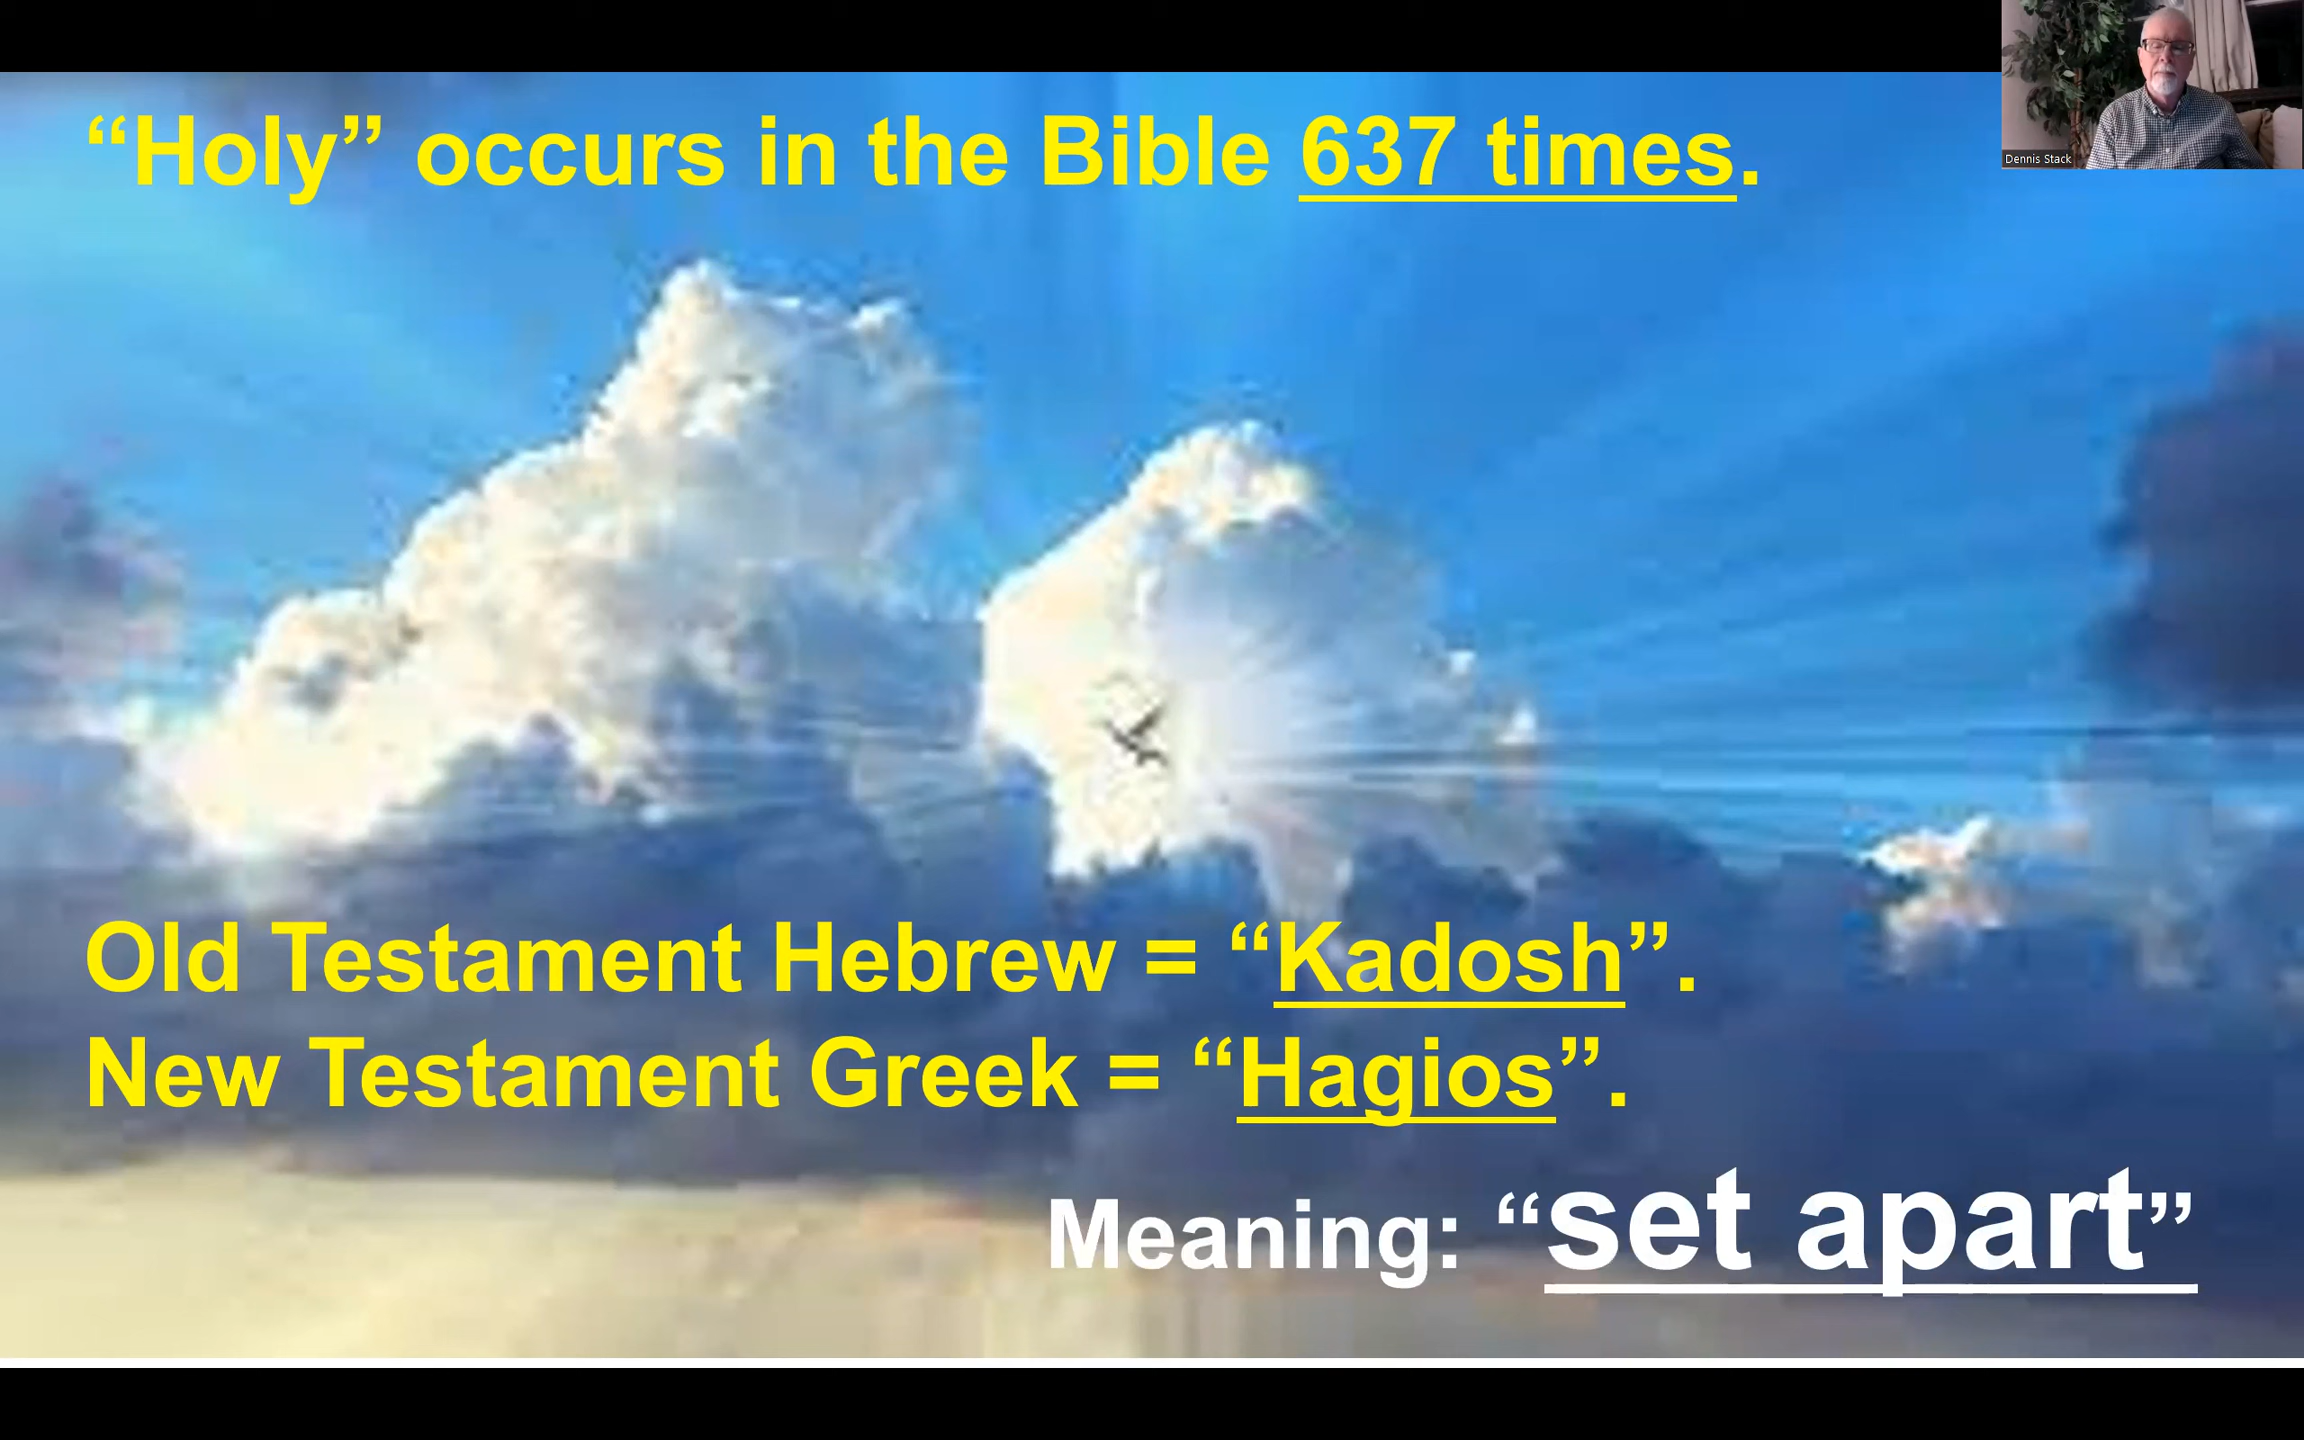 “Holy” occurs in the Bible 637 times.
Dennis Stack
Old Testament Hebrew = “Kadosh”.
New Testament Greek = “Hagios”.
Meaning: “set apart”